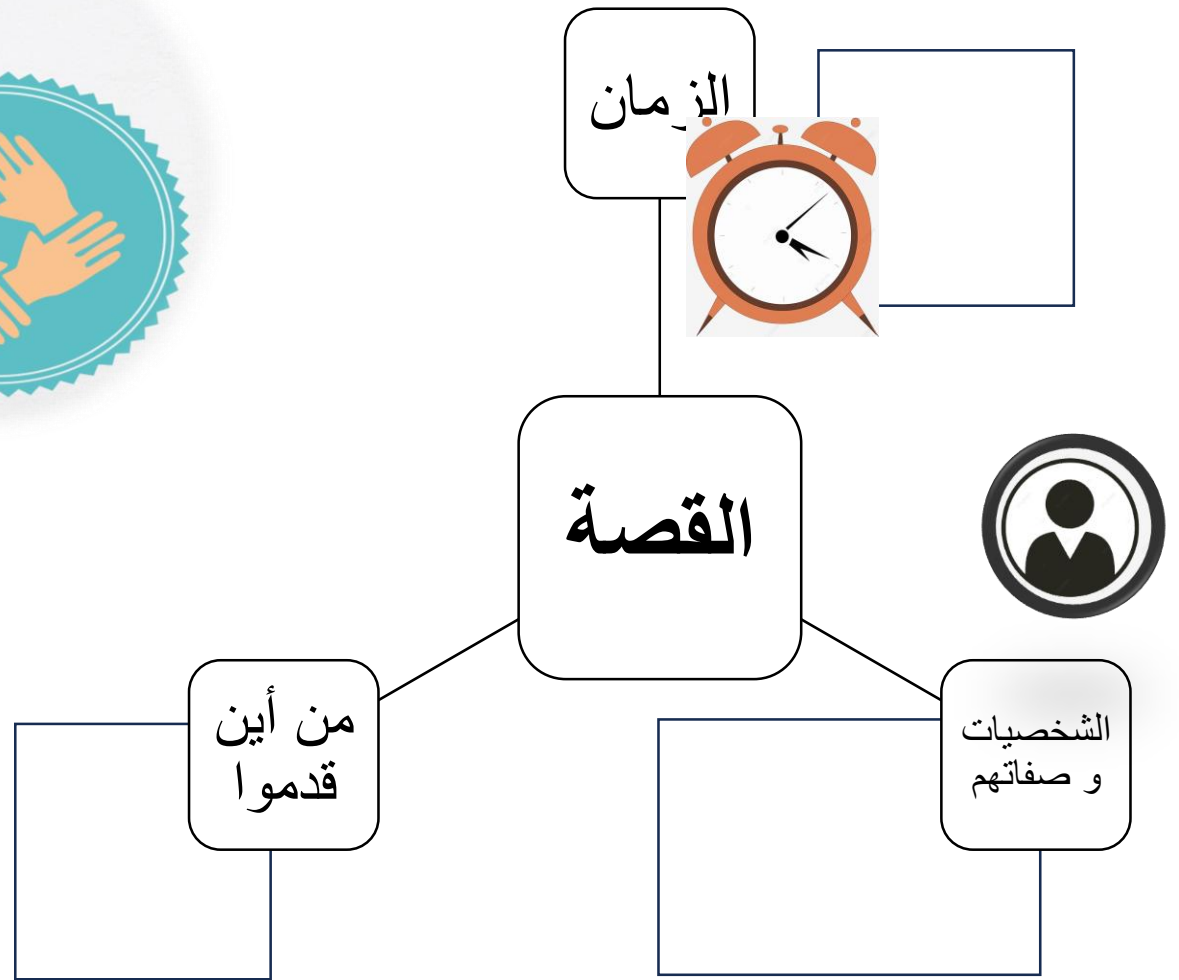 الزمان
القصة
الشخصيات
و صفاتهم
من أين
قدموا